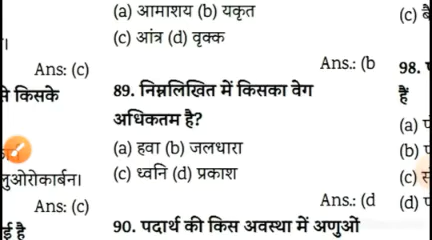 ।
Ans: (c)
से किसके
लुओरोकार्बन।
Ans: (c)
ई है
(a) आमाशय (b) यकृत
(c) आंत्र (d) वृक्क
Ans.: (b
89. निम्नलिखित में किसका वेग
अधिकतम है?
(a) हवा (b) जलधारा
(c) ध्वनि (d) प्रकाश
Ans.: (d
90. पदार्थ की किस अवस्था में अणुओं
(c)
98.
हैं
(a)
(b)
(c)
(d)